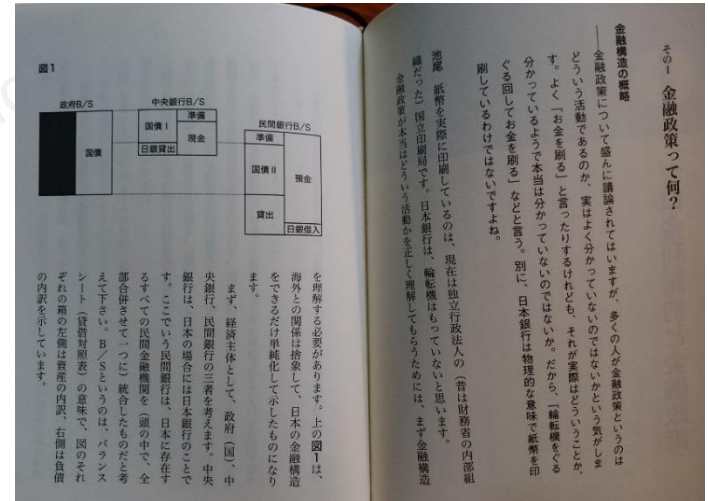 その1 金融政策って何？
金融構造の概略
――金融政策について盛んに議論されてはいますが、多くの人が金融政策というのは
どういう活動であるのか、実はよく分かっていないのではないかという気がしま
す。よく「お金を刷る」と言ったりするけれども、それが実際はどういうことか、
分かっているようで本当は分かっていないのではないか。だから、「輪転機をぐる
ぐる回してお金を刷る」などと言う。別に、日本銀行は物理的な意味で紙幣を印
刷しているわけではないですよね。
池尾 紙幣を実際に印刷しているのは、現在は独立行政法人の（昔は財務省の内部組
織だった）国立印刷局です。日本銀行は、輪転機はもっていないと思います。
金融政策が本当はどういう活動かを正しく理解してもらうためには、まず金融構造
図1
政府B/S
国債
中央銀行B/S
国債Ⅰ
準備
現金
日銀貸出
民間銀行B/S
準備
国債Ⅱ
預金
貸出
日銀借入
を理解する必要があります。上の図1は、
海外との関係は捨象して、日本の金融構造
をできるだけ単純化して示したものになり
ます。
まず、経済主体として、政府（国）、中
央銀行、民間銀行の三者を考えます。中央
銀行は、日本の場合には日本銀行のことで
す。ここでいう民間銀行は、日本に存在す
るすべての民間金融機関を（頭の中で、全
部合併させて一つに）統合したものだと考
えて下さい。B／Sというのは、バランス
シート（貸借対照表）の意味で、図のそれ
ぞれの箱の左側は資産の内訳、右側は負債
の内訳を示しています。